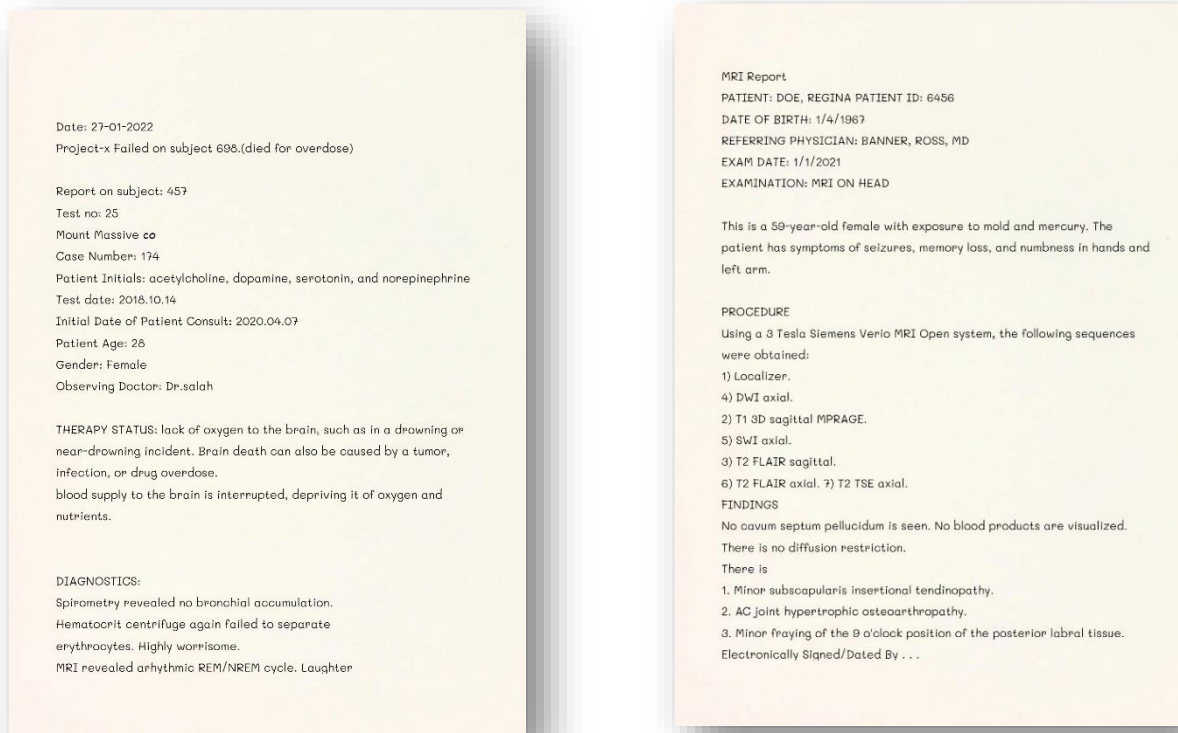 Date: 27-01-2022
Project-x Failed on subject 698.(died for overdose)
Report on subject: 457
Test no: 25
Mount Massive co
Case Number: 174
Patient Initials: acetylcholine, dopamine, serotonin, and norepinephrine
Test date: 2018.10.14
Initial Date of Patient Consult: 2020.04.07
Patient Age: 28
Gender: Female
Observing Doctor: Dr.salah
THERAPY STATUS: lack of oxygen to the brain, such as in a drowning or
near-drowning incident. Brain death can also be caused by a tumor,
infection, or drug overdose.
blood supply to the brain is interrupted, depriving it of oxygen and
nutrients.
DIAGNOSTICS:
Spirometry revealed no bronchial accumulation.
Hematocrit centrifuge again failed to separate
erythrocytes. Highly worrisome.
MRI revealed arhythmic REM/NREM cycle. Laughter
MRI Report
PATIENT: DOE, REGINA PATIENT ID: 6456
DATE OF BIRTH: 1/4/1967
REFERRING PHYSICIAN: BANNER, ROSS, MD
EXAM DATE: 1/1/2021
EXAMINATION: MRI ON HEAD
This is a 59-year-old female with exposure to mold and mercury. The
patient has symptoms of seizures, memory loss, and numbness in hands and
left arm.
PROCEDURE
Using a 3 Tesla Siemens Verio MRI Open system, the following sequences
were obtained:
1) Localizer.
4) DWI axial.
2) T1 3D sagittal MPRAGE.
5) SWI axial.
3) T2 FLAIR sagittal.
6) T2 FLAIR axial. 7) T2 TSE axial.
FINDINGS
No cavum septum pellucidum is seen. No blood products are visualized.
There is no diffusion restriction.
There is
1. Minor subscapularis insertional tendinopathy.
2. AC joint hypertrophic osteoarthropathy.
3. Minor fraying of the 9 o'clock position of the posterior labral tissue.
Electronically Signed/Dated By . . .